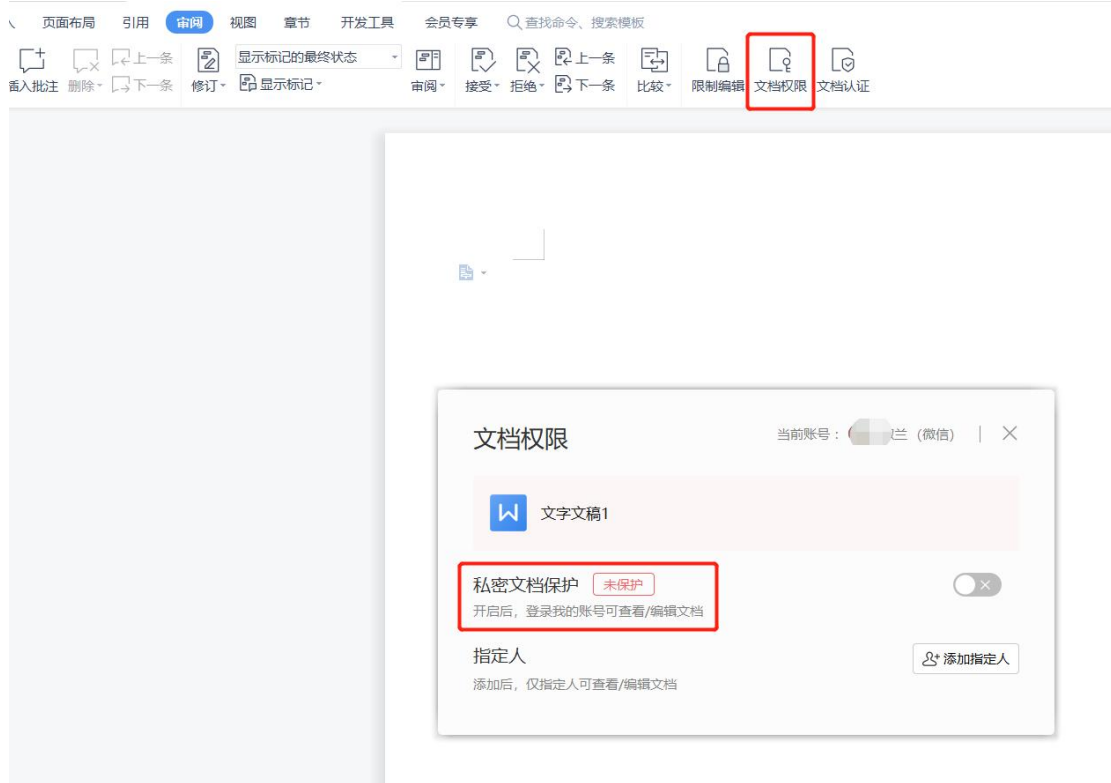 页面布局 引用 审阅 视图 章节 开发工具 会员专享 查找命令、搜索模板
上一条 显示标记的最终状态 上一条
插入批注 删除 下一条 修订 显示标记 审阅 接受 拒绝 下一条 比较 限制编辑 文档权限 文档认证
文档权限 当前账号： 兰（微信）
文字文稿1
私密文档保护 未保护
开启后，登录我的账号可查看/编辑文档
指定人 添加指定人
添加后，仅指定人可查看/编辑文档